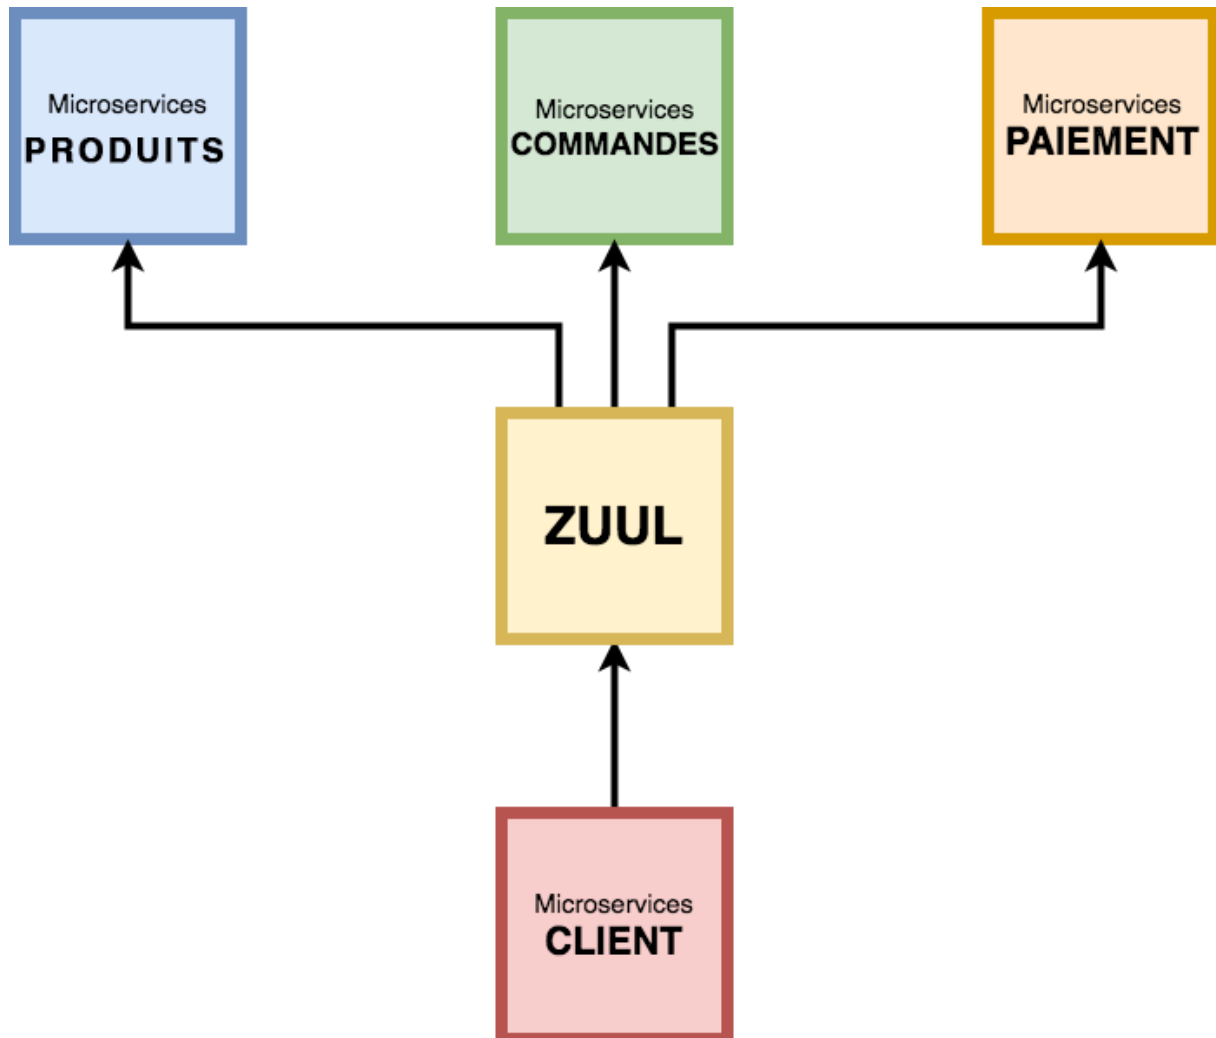 Microservices
PRODUITS
Microservices
COMMANDES
Microservices
PAIEMENT
ZUUL
Microservices
CLIENT